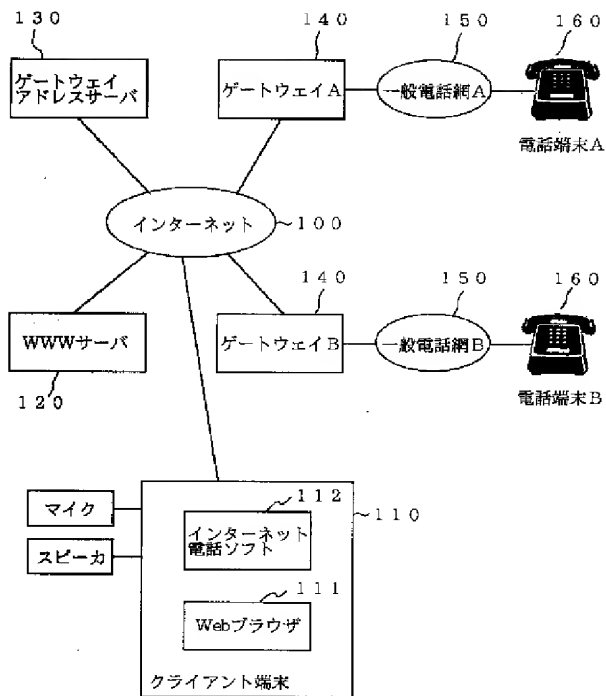 130
140
150
160
ゲートウェイ
アドレスサーバ
ゲートウェイA
一般電話網A
電話端末A
インターネット
100
140
150
160
WWWサーバ
ゲートウェイB
一般電話網B
120
電話端末B
112
110
マイク
インターネット
電話ソフト
スピーカ
111
Webブラウザ
クライアント端末